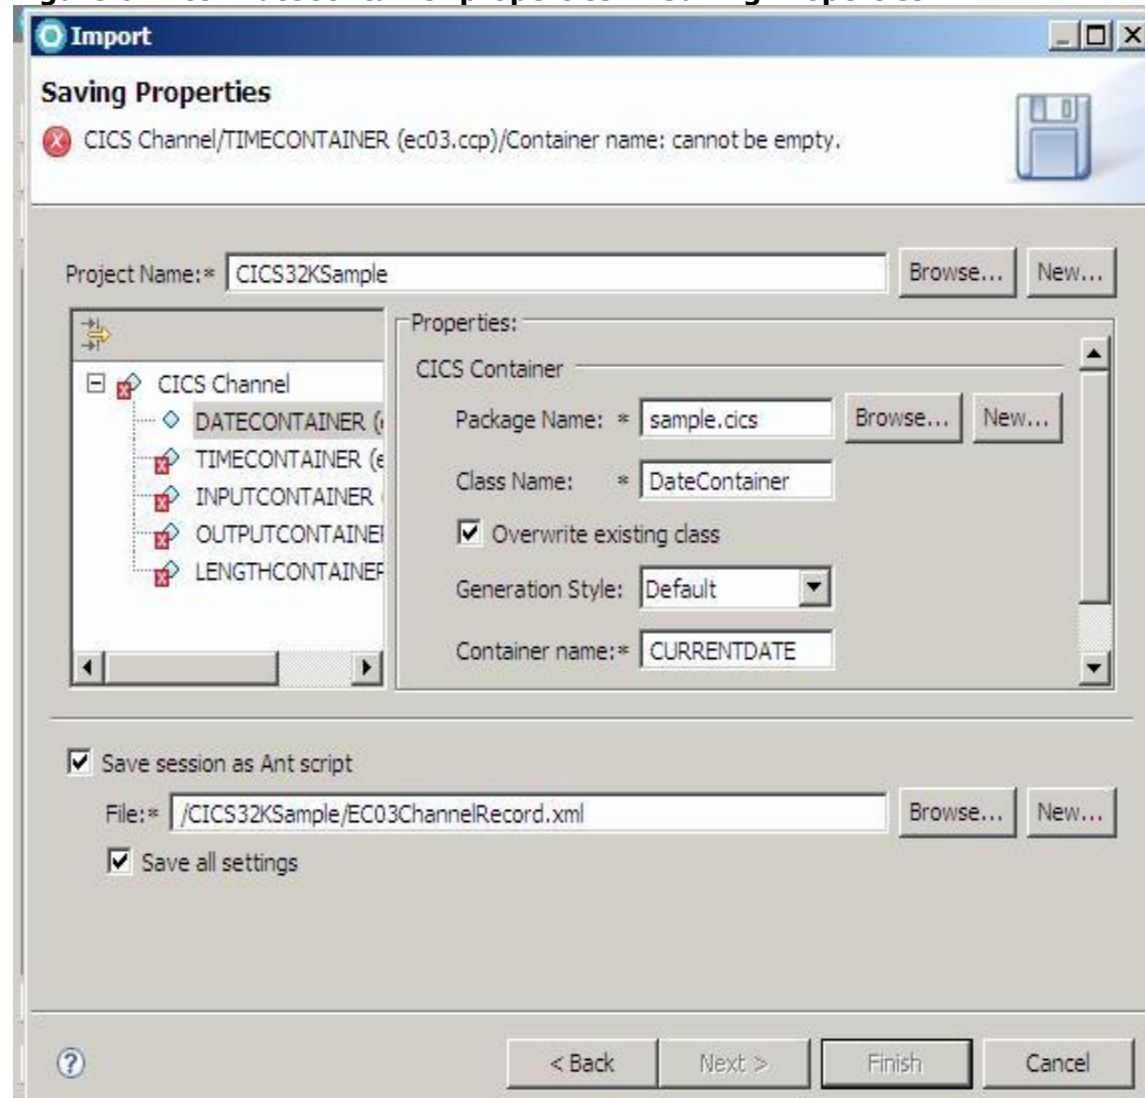 Import
Saving Properties
CICS Channel/TIMECONTAINER (ec03.ccp)/Container name: cannot be empty.
Project Name:* CICS32KSample Browse... New...
Properties:
CICS Container
CICS Channel
DATECONTAINER (
TIMECONTAINER (e
INPUTCONTAINER
OUTPUTCONTAINE
LENGTHCONTAINER
Package Name: * sample.cics Browse... New...
Class Name: * DateContainer
Overwrite existing class
Generation Style: Default
Container name:* CURRENTDATE
Save session as Ant script
File:* /CICS32KSample/EC03ChannelRecord.xml Browse... New...
Save all settings
< Back Next > Finish Cancel